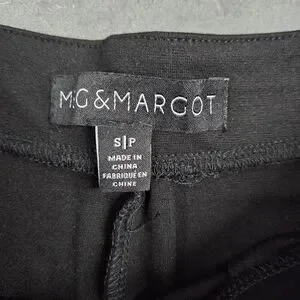 M.G & MARGOT
S|P
MADE IN
CHINA
FABRIQUÉ EN
CHINE